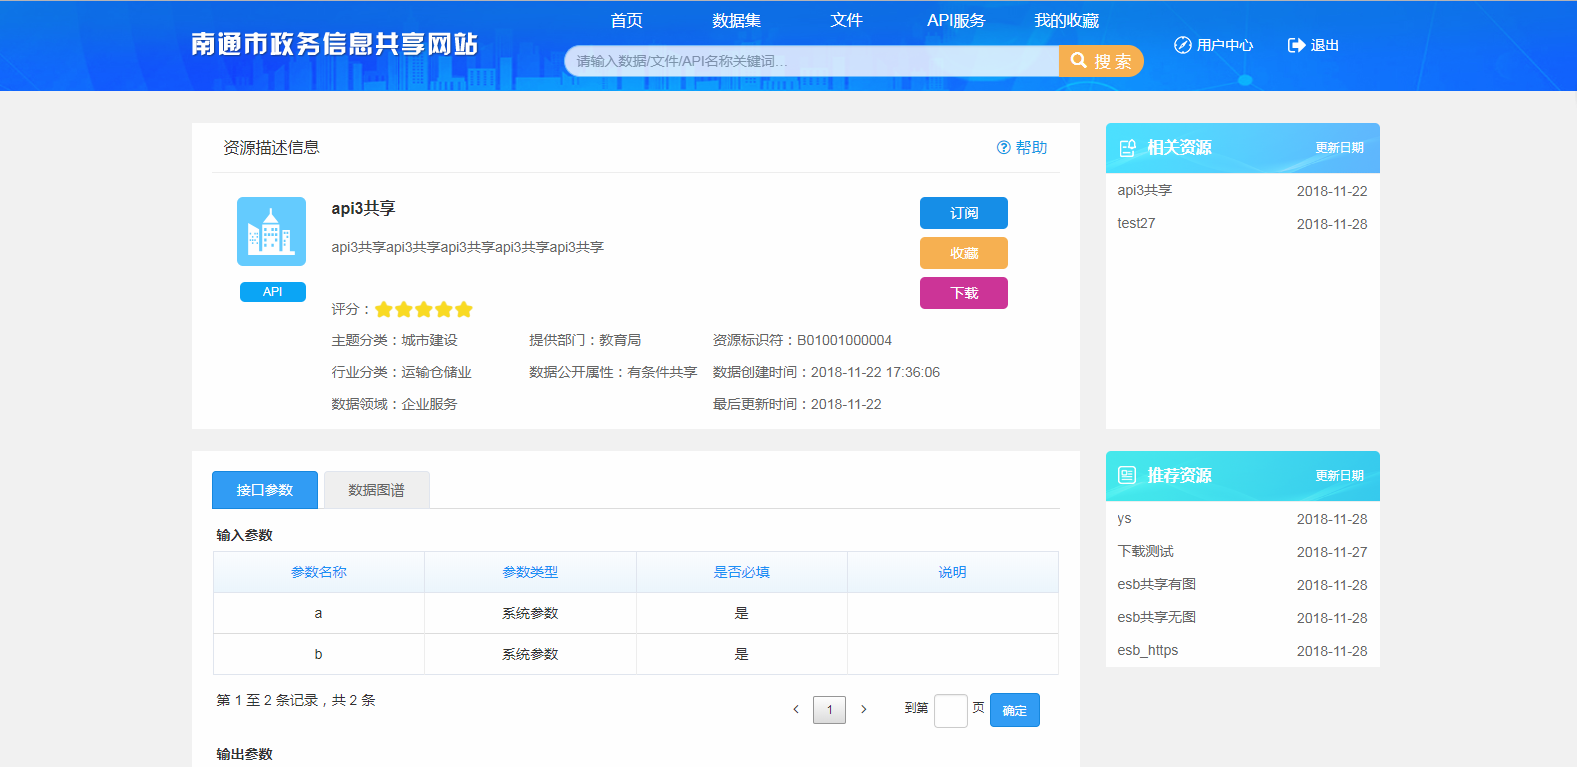 首页 数据集 文件 API服务 我的收藏
南通市政务信息共享网站
请输入数据/文件/API名称关键词... 搜 索
用户中心 退出
资源描述信息 帮助
api3共享
api3共享api3共享api3共享api3共享api3共享
API
订阅
收藏
下载
评分：
主题分类：城市建设 提供部门：教育局 资源标识符：B01001000004
行业分类：运输仓储业 数据公开属性：有条件共享 数据创建时间：2018-11-22 17:36:06
数据领域：企业服务 最后更新时间：2018-11-22
相关资源 更新日期
api3共享 2018-11-22
test27 2018-11-28
接口参数 数据图谱
输入参数
参数名称 参数类型 是否必填 说明
a 系统参数 是
b 系统参数 是
第 1 至 2 条记录，共 2 条
< 1 > 到第 页 确定
输出参数
推荐资源 更新日期
ys 2018-11-28
下载测试 2018-11-27
esb共享有图 2018-11-28
esb共享无图 2018-11-28
esb_https 2018-11-28